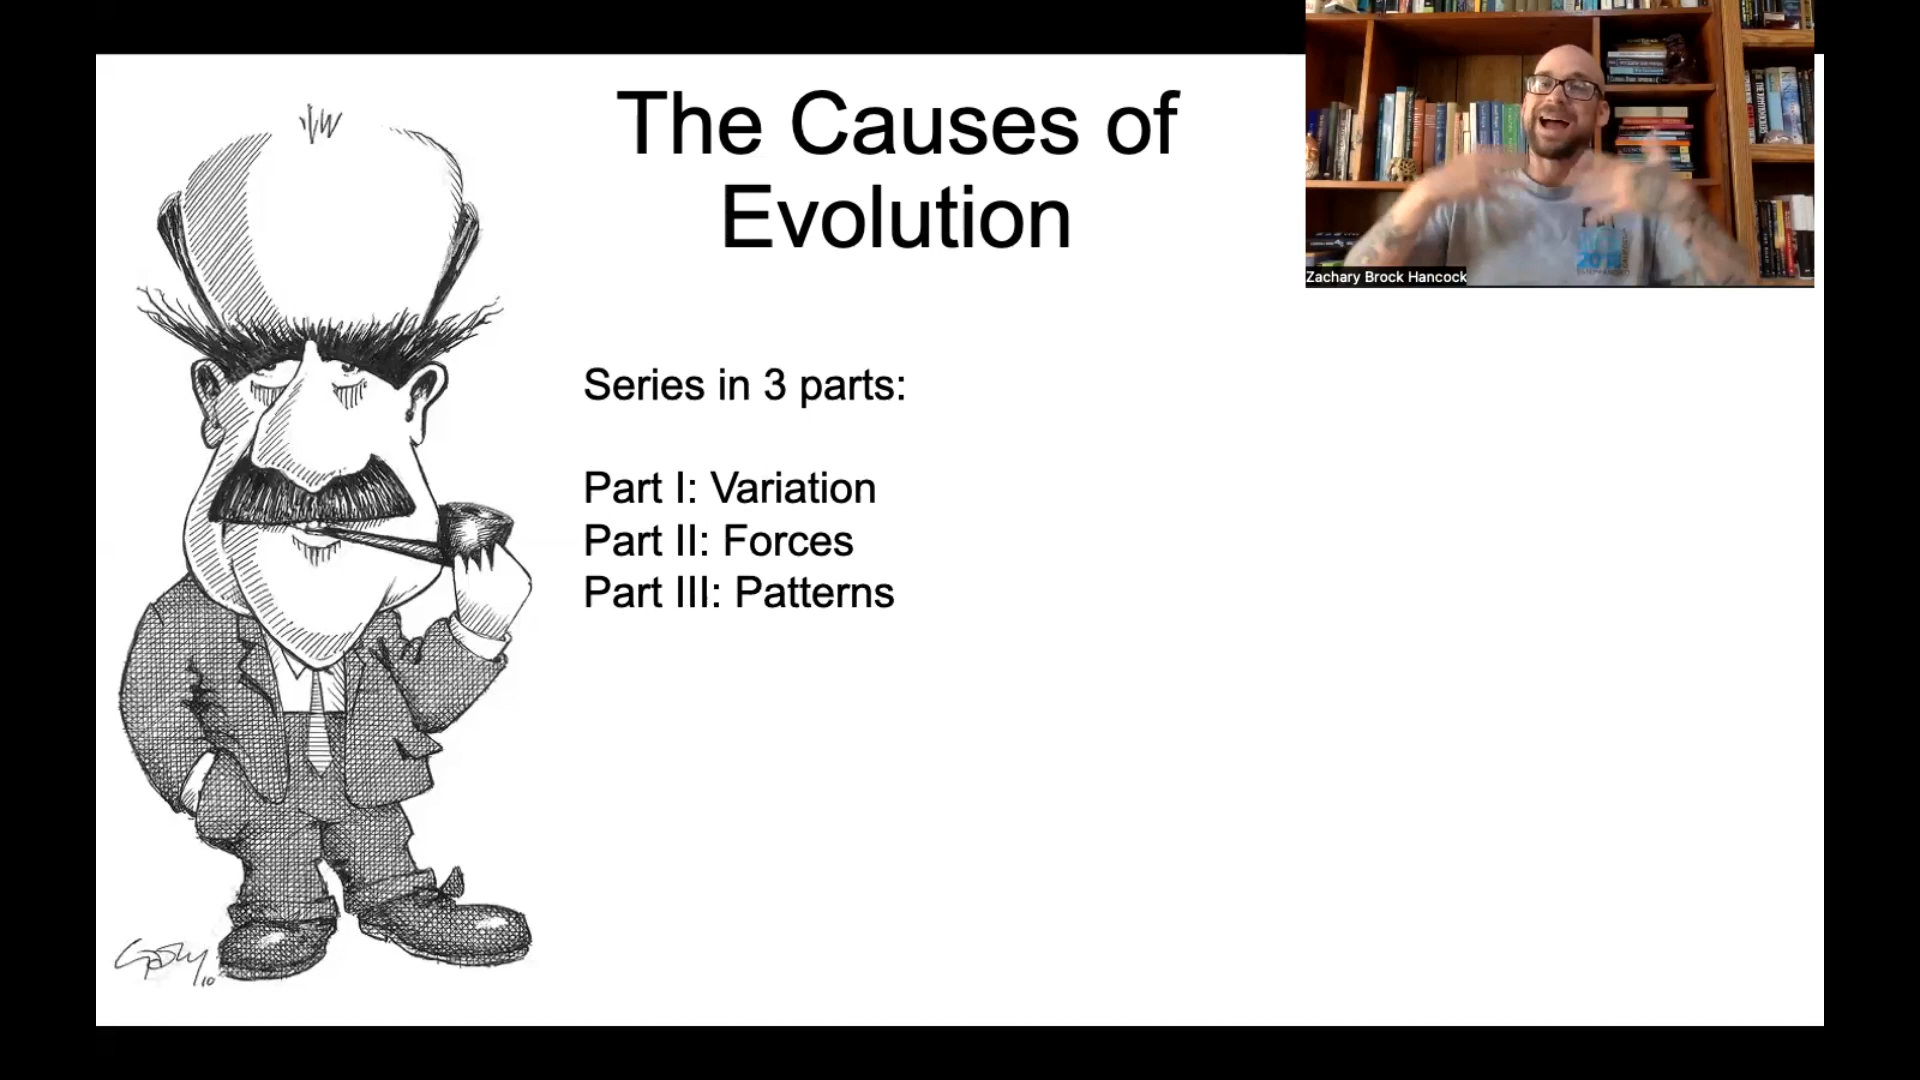 The Causes of
Evolution
Zachary Brock Hancock
Series in 3 parts:
Part I: Variation
Part II: Forces
Part III: Patterns